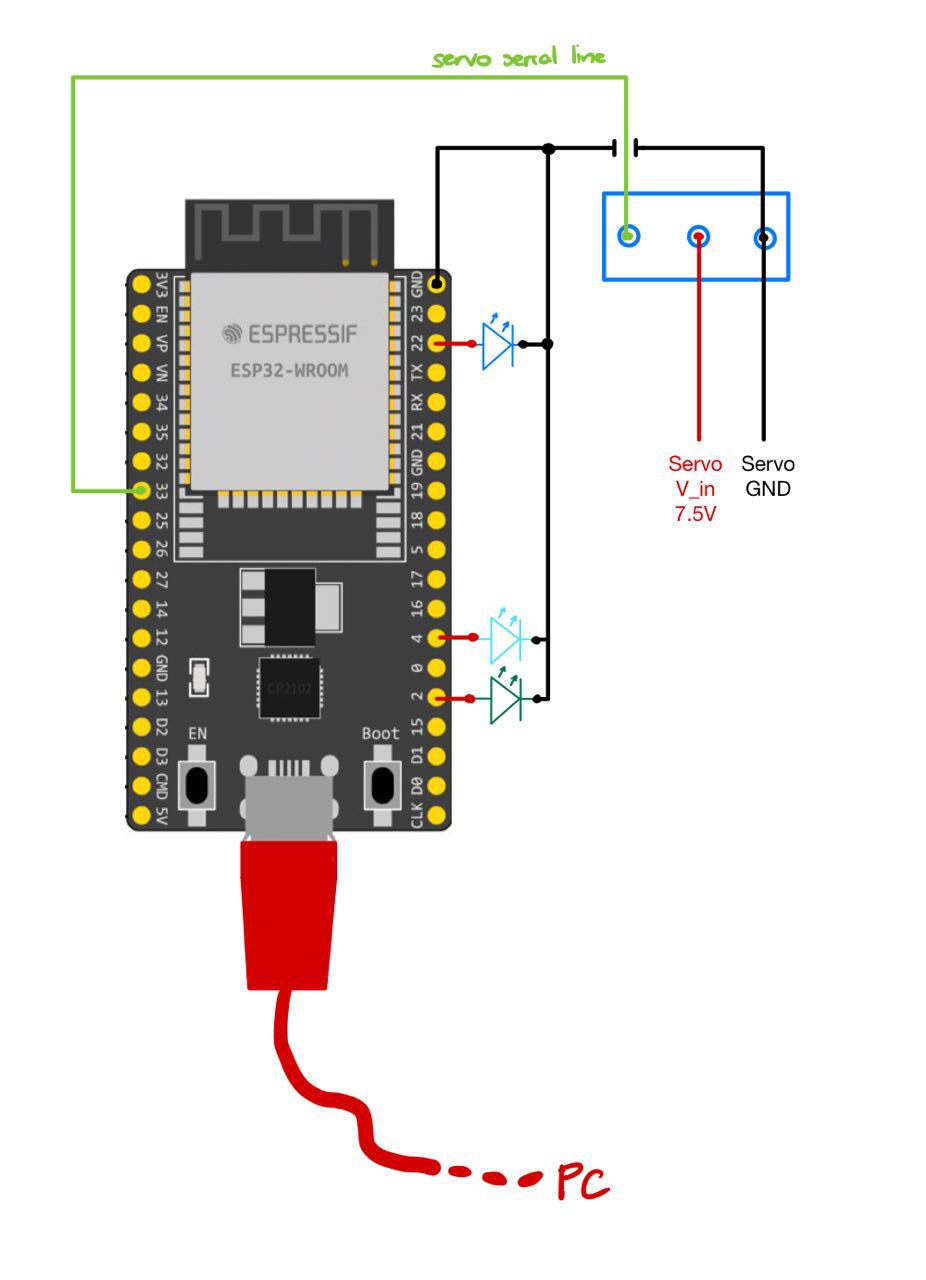 servo serial line
ESPRESSIF
ESP32-WROOM
3V3
EN
VP
VN
34
35
32
33
25
26
27
14
12
GND
13
D2
D3
CMD
5V
GND
23
22
TX
RX
21
GND
19
18
5
17
16
4
0
2
15
D1
D0
CLK
Servo
V_in
7.5V
Servo
GND
CP2102
EN
Boot
PC